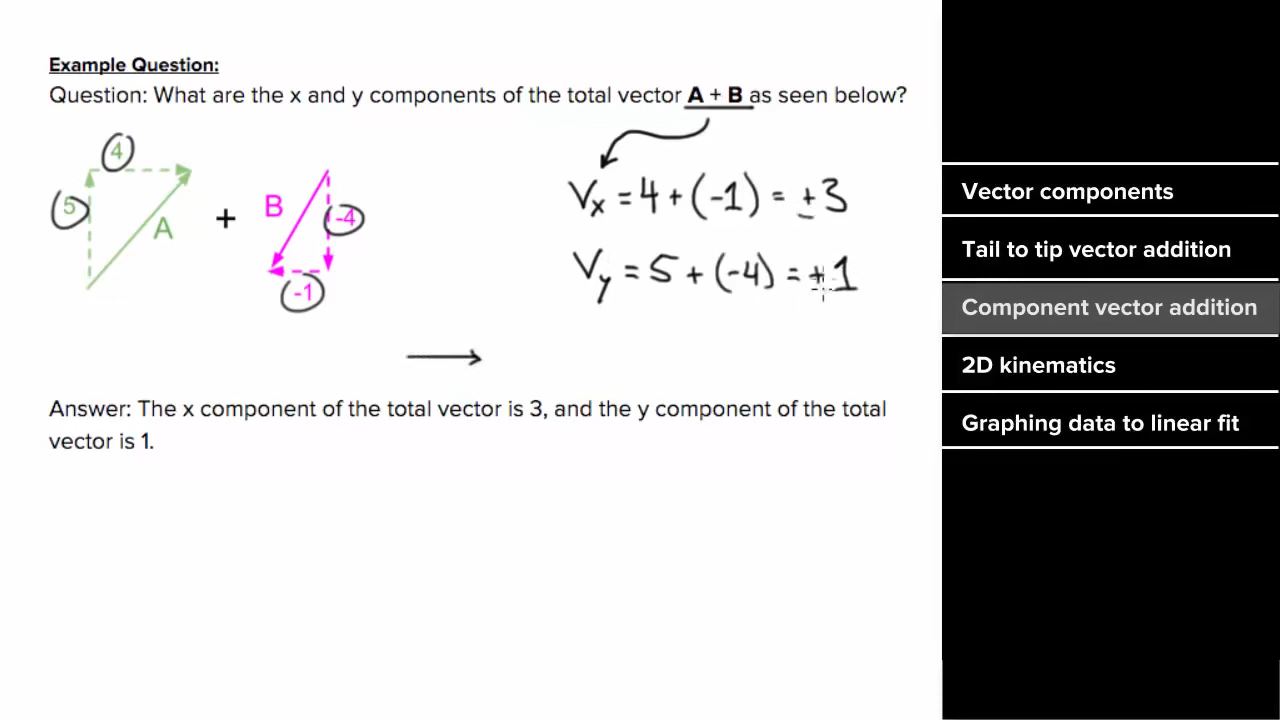 Example Question:
Question: What are the x and y components of the total vector A + B as seen below?
4
5
A
+
B
-4
-1
Vx = 4 + (-1) = +3
Vy = 5 + (-4) = +1
Answer: The x component of the total vector is 3, and the y component of the total
vector is 1.
Vector components
Tail to tip vector addition
Component vector addition
2D kinematics
Graphing data to linear fit